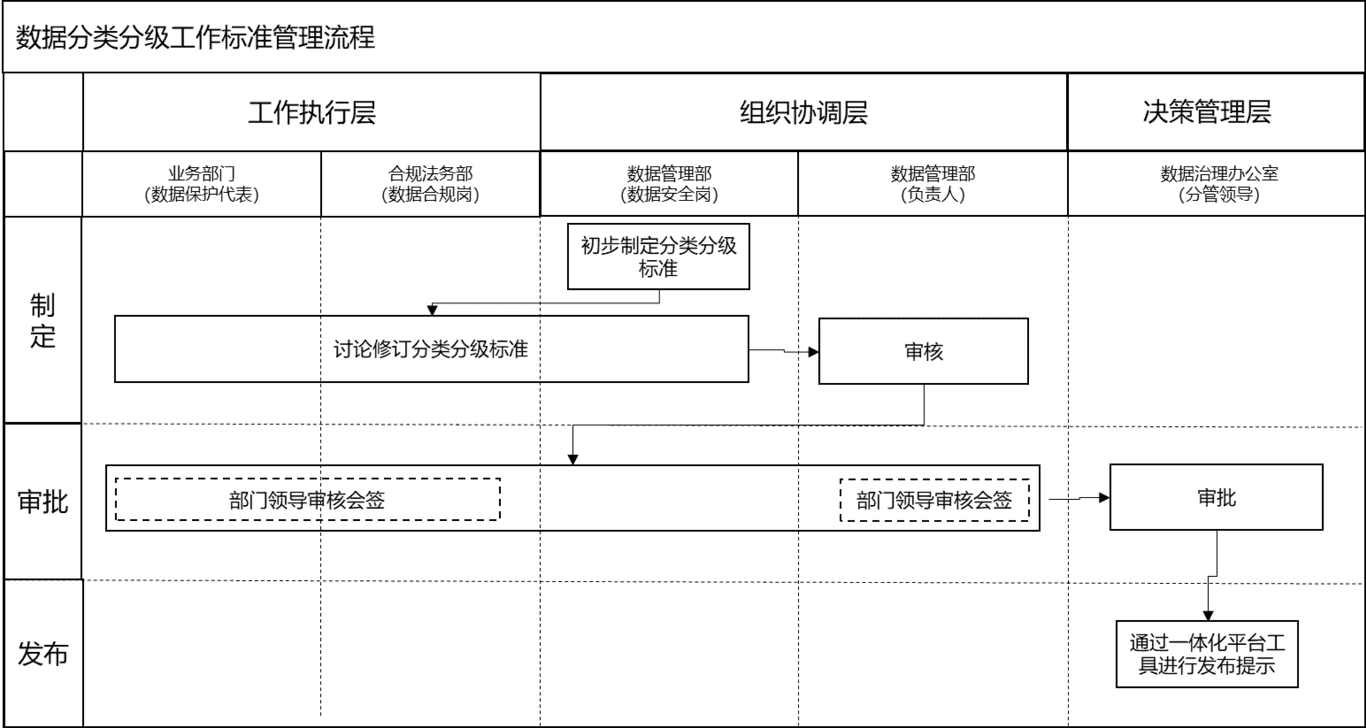 数据分类分级工作标准管理流程
工作执行层
组织协调层
决策管理层
业务部门
(数据保护代表)
合规法务部
(数据合规岗)
数据管理部
(数据安全岗)
数据管理部
(负责人)
数据治理办公室
(分管领导)
制
定
初步制定分类分级
标准
讨论修订分类分级标准
审核
审批
部门领导审核会签
部门领导审核会签
审批
发布
通过一体化平台工
具进行发布提示